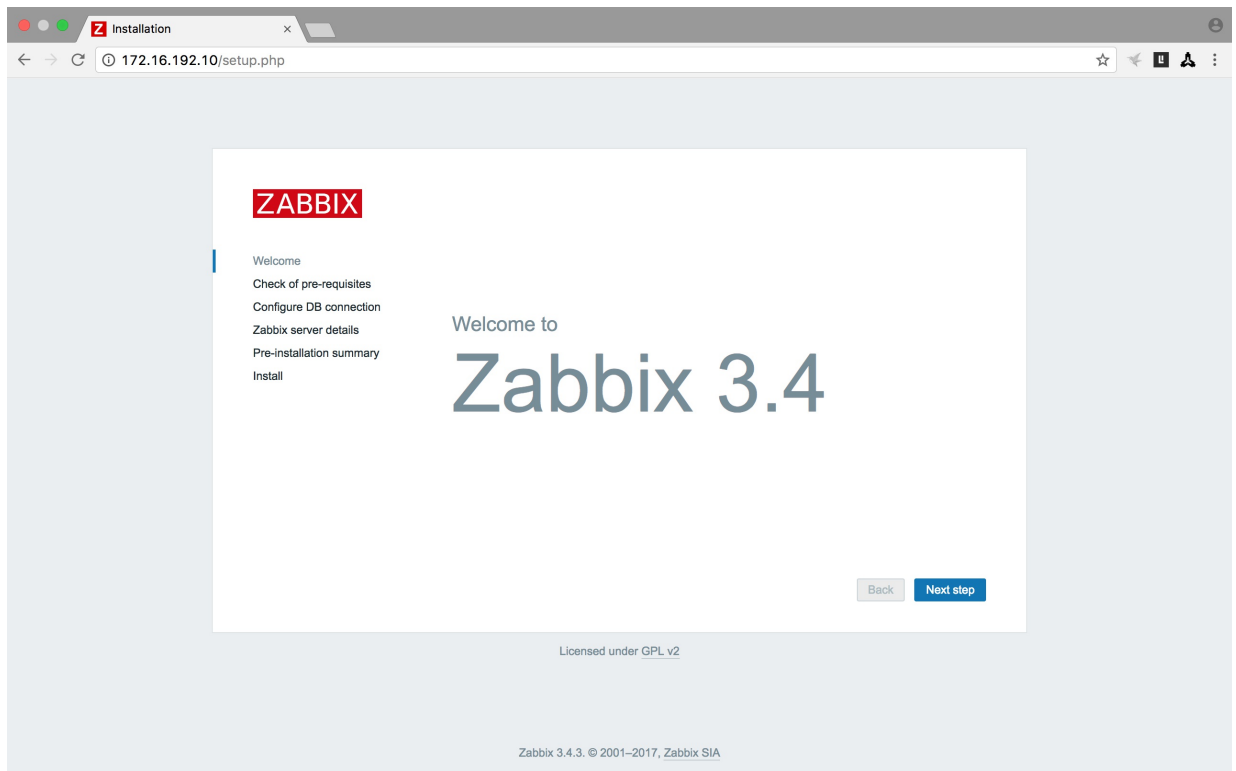 Z Installation
172.16.192.10/setup.php
ZABBIX
Welcome
Check of pre-requisites
Configure DB connection
Zabbix server details
Pre-installation summary
Install
Welcome to
Zabbix 3.4
Back Next step
Licensed under GPL v2
Zabbix 3.4.3. © 2001–2017, Zabbix SIA